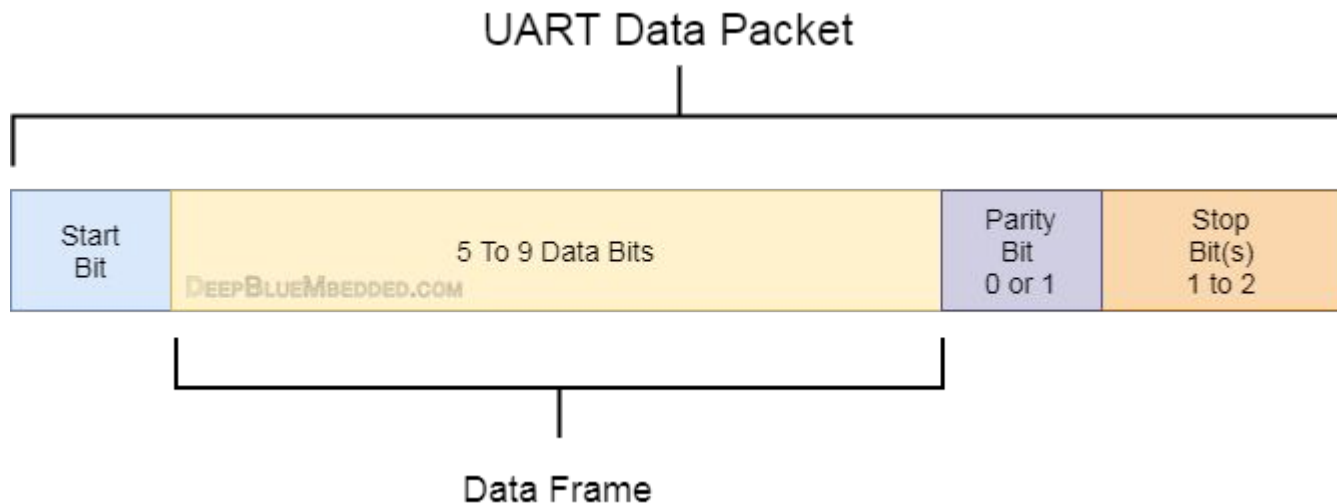 UART Data Packet
Start
Bit
5 To 9 Data Bits
DEEPBLUEMBEDDED.COM
Parity
Bit
0 or 1
Stop
Bit(s)
1 to 2
Data Frame